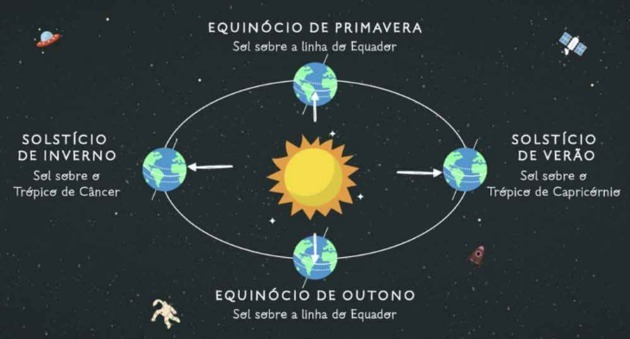 EQUINÓCIO DE PRIMAVERA
Sol sobre a linha do Equador
SOLSTÍCIO
DE INVERNO
Sol sobre o
Trópico de Câncer
SOLSTÍCIO
DE VERÃO
Sol sobre o
Trópico de Capricórnio
EQUINÓCIO DE OUTONO
Sol sobre a linha do Equador